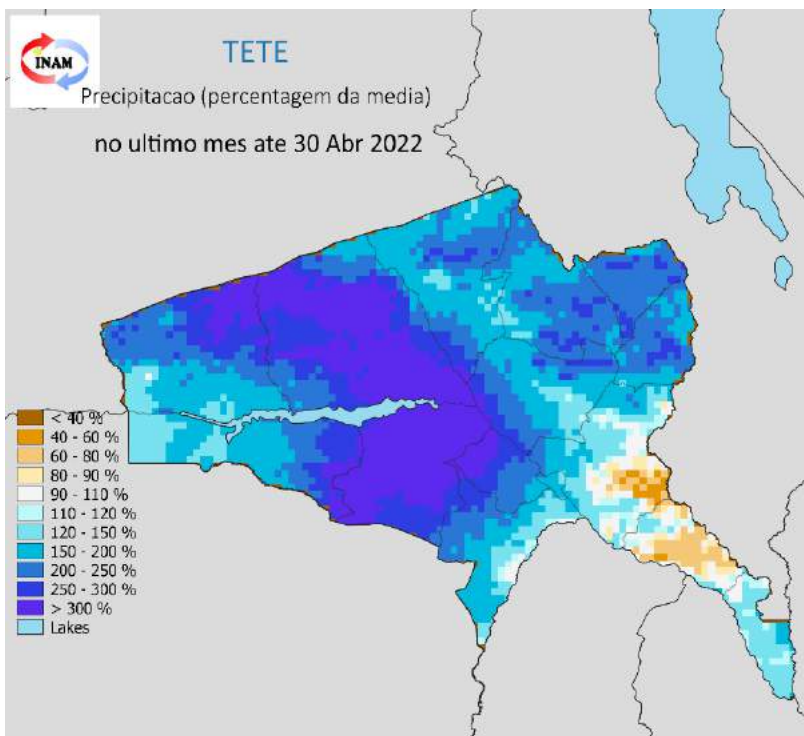 INAM
TETE
Precipitacao (percentagem da media)
no ultimo mes ate 30 Abr 2022
< 40 %
40 - 60 %
60 - 80 %
80 - 90 %
90 - 110 %
110 - 120 %
120 - 150 %
150 - 200 %
200 - 250 %
250 - 300 %
> 300 %
Lakes